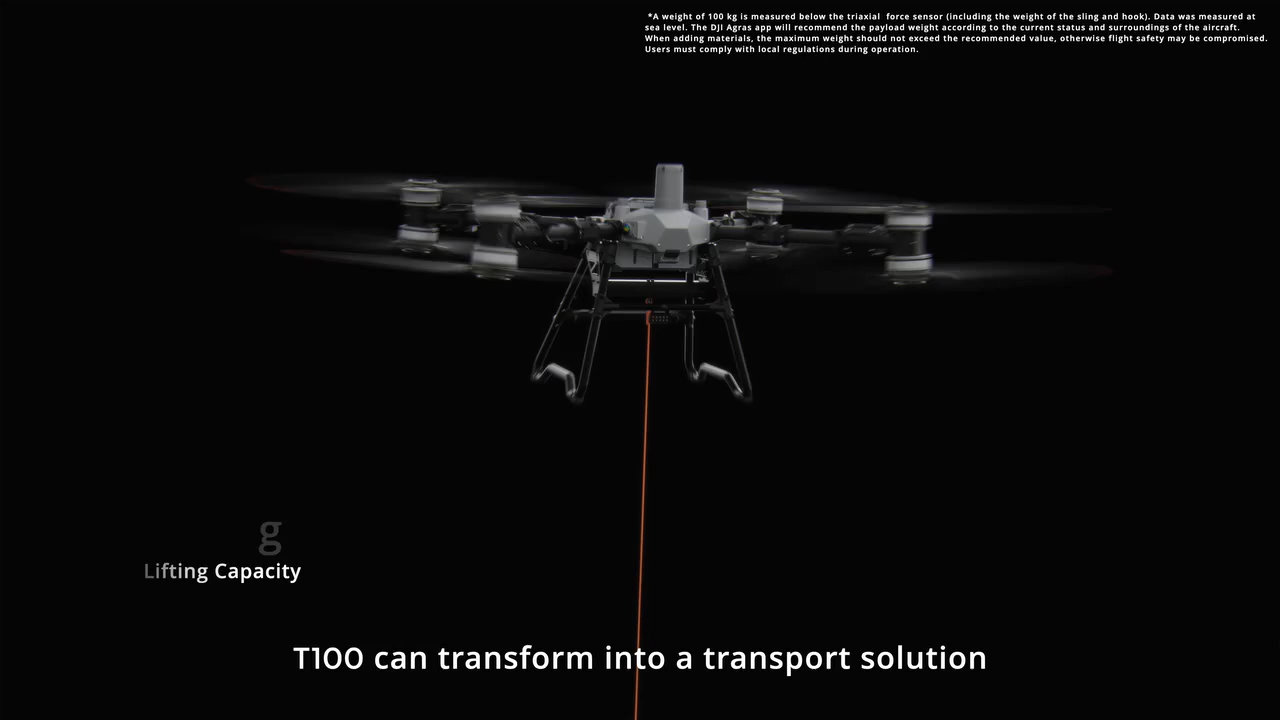 *A weight of 100 kg is measured below the triaxial force sensor (including the weight of the sling and hook). Data was measured at
sea level. The DJI Agras app will recommend the payload weight according to the current status and surroundings of the aircraft.
When adding materials, the maximum weight should not exceed the recommended value, otherwise flight safety may be compromised.
Users must comply with local regulations during operation.
g
Lifting Capacity
T100 can transform into a transport solution